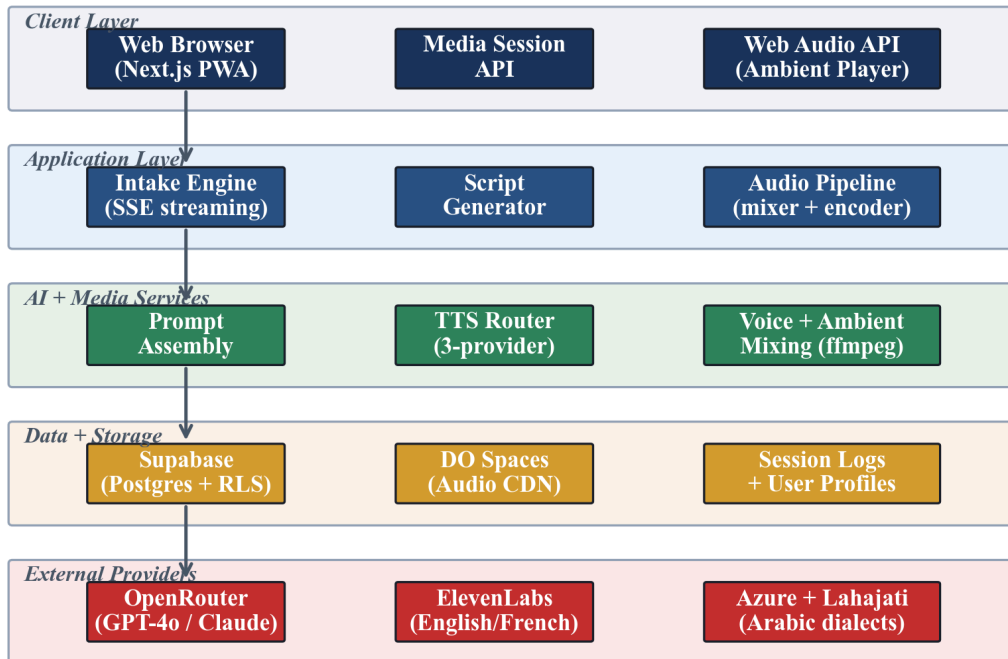 Client Layer
Web Browser
(Next.js PWA)
Media Session
API
Web Audio API
(Ambient Player)
Application Layer
Intake Engine
(SSE streaming)
Script
Generator
Audio Pipeline
(mixer + encoder)
AI + Media Services
Prompt
Assembly
TTS Router
(3-provider)
Voice + Ambient
Mixing (ffmpeg)
Data + Storage
Supabase
(Postgres + RLS)
DO Spaces
(Audio CDN)
Session Logs
+ User Profiles
External Providers
OpenRouter
(GPT-4o / Claude)
ElevenLabs
(English/French)
Azure + Lahajati
(Arabic dialects)